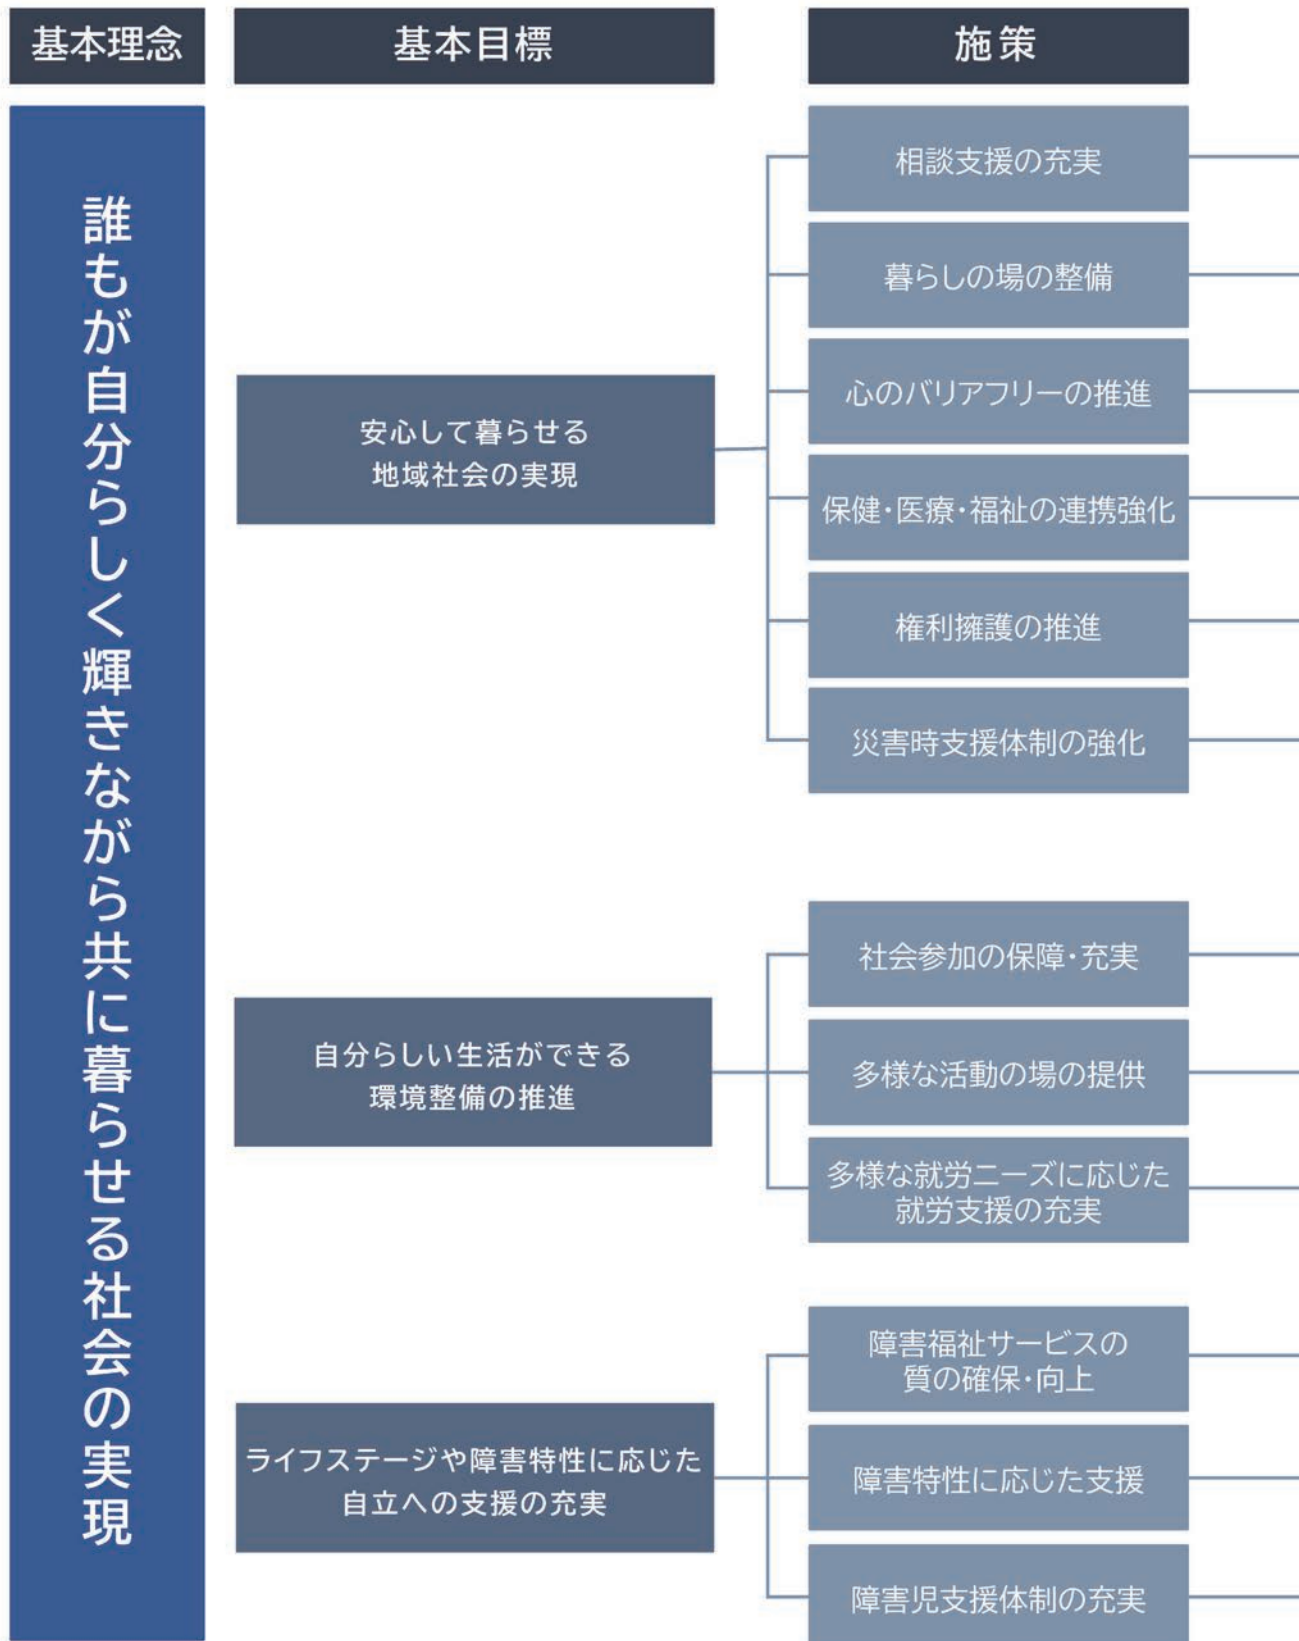 基本理念
基本目標
施策
誰もが自分らしく輝きながら共に暮らせる社会の実現
安心して暮らせる
地域社会の実現
相談支援の充実
暮らしの場の整備
心のバリアフリーの推進
保健・医療・福祉の連携強化
権利擁護の推進
災害時支援体制の強化
自分らしい生活ができる
環境整備の推進
社会参加の保障・充実
多様な活動の場の提供
多様な就労ニーズに応じた
就労支援の充実
ライフステージや障害特性に応じた
自立への支援の充実
障害福祉サービスの
質の確保・向上
障害特性に応じた支援
障害児支援体制の充実